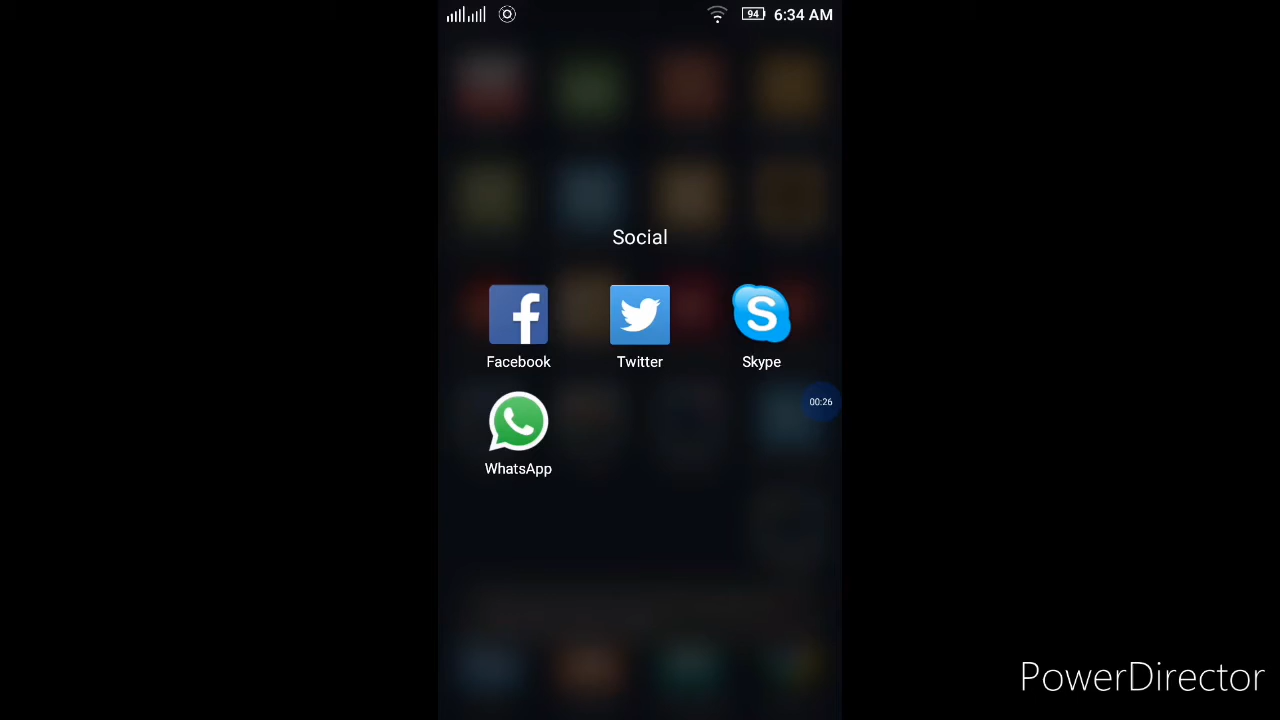 94 6:34 AM
Social
Facebook Twitter Skype
00:26
WhatsApp
PowerDirector